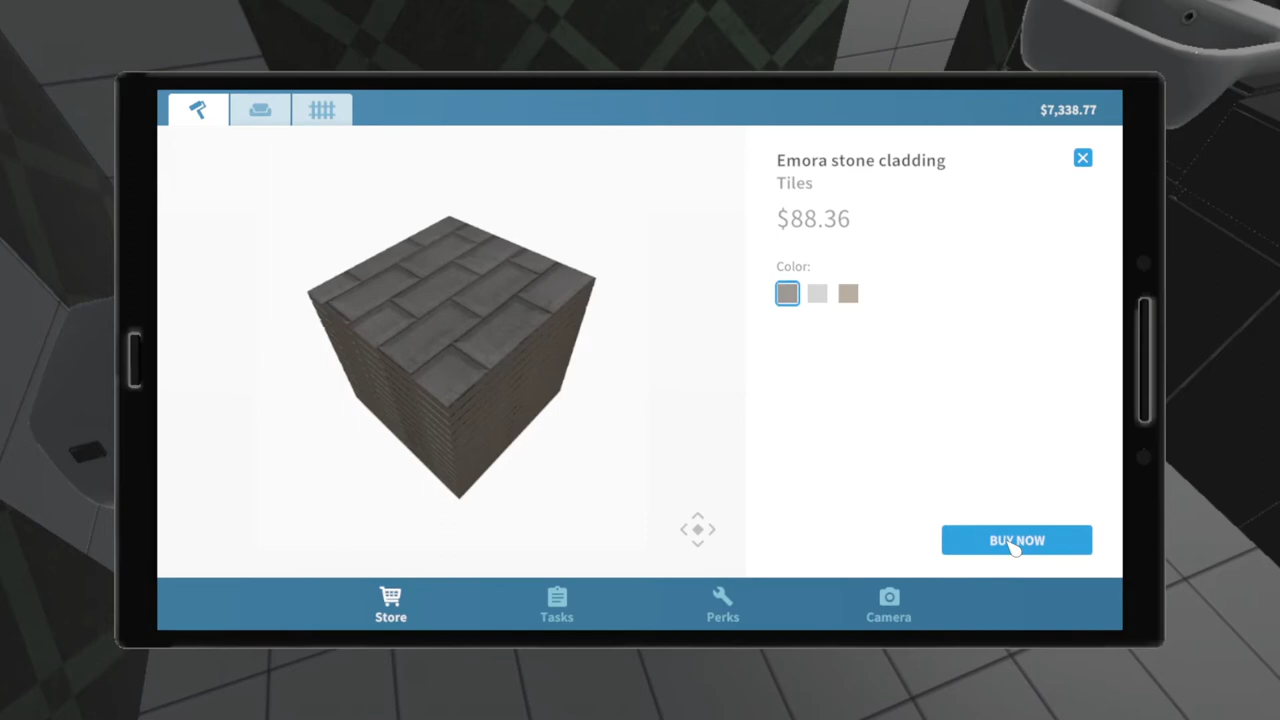 $7,338.77
Emora stone cladding
Tiles
$88.36
Color:
BUY NOW
Store
Tasks
Perks
Camera